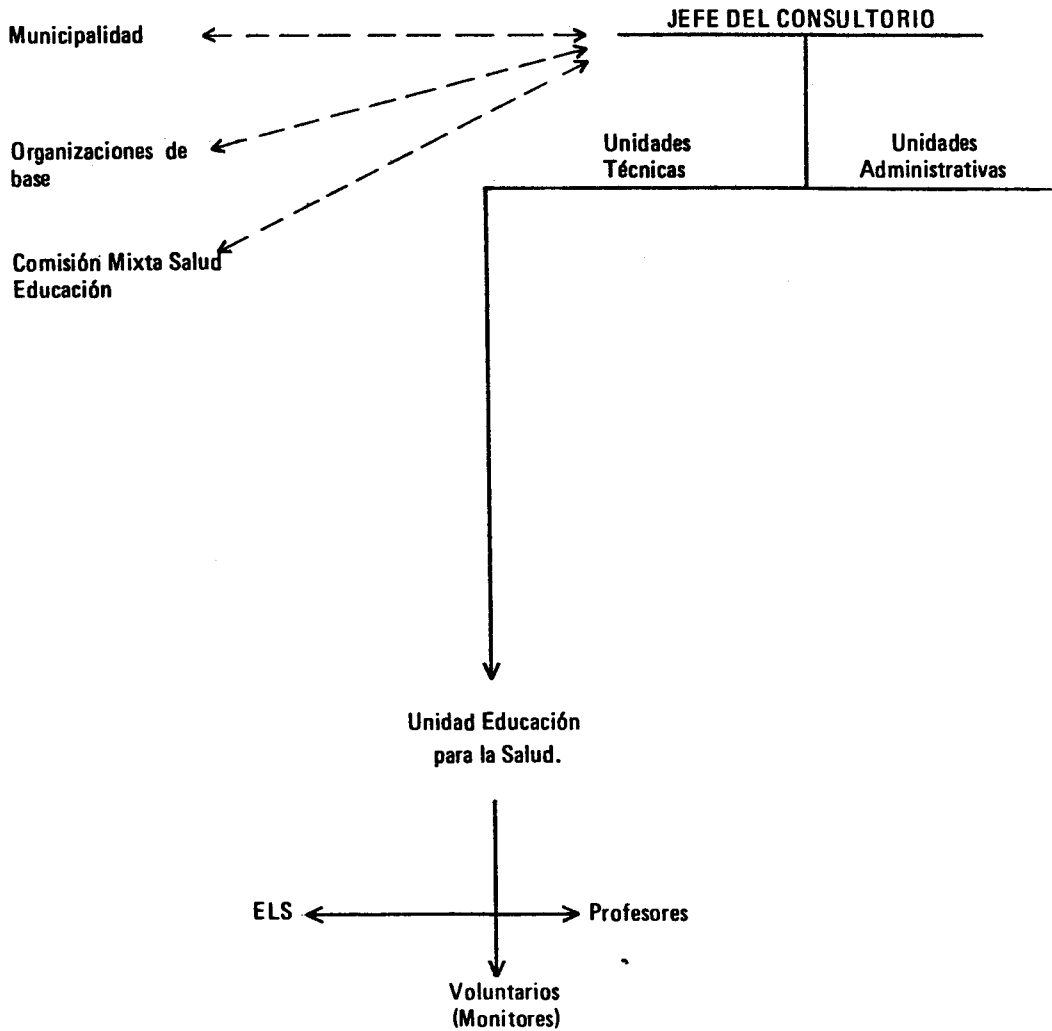 JEFE DEL CONSULTORIO
Municipalidad
Organizaciones de
base
Unidades
Técnicas
Unidades
Administrativas
Comisión Mixta Salud
Educación
Unidad Educación
para la Salud.
ELS
Profesores
Voluntarios
(Monitores)